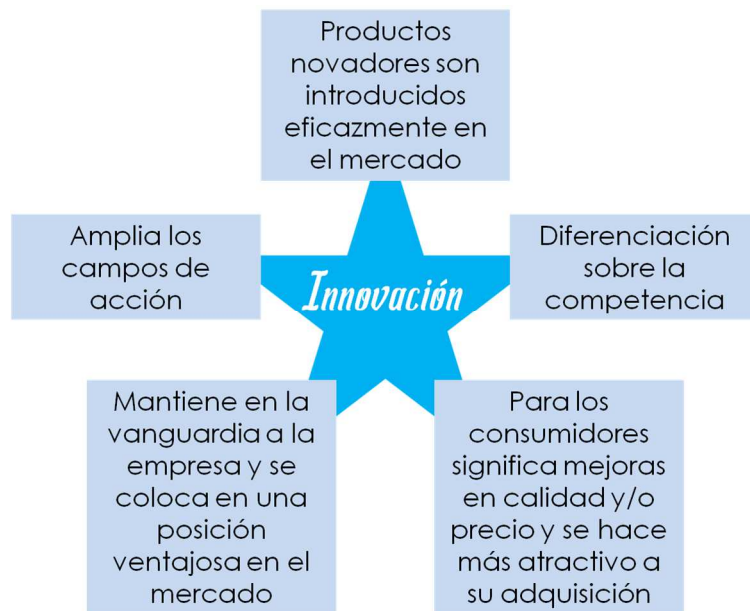 Productos
novadores son
introducidos
eficazmente en
el mercado
Amplia los
campos de
acción
Innovación
Diferenciación
sobre la
competencia
Mantiene en la
vanguardia a la
empresa y se
coloca en una
posición
ventajosa en el
mercado
Para los
consumidores
significa mejoras
en calidad y/o
precio y se hace
más atractivo a
su adquisición